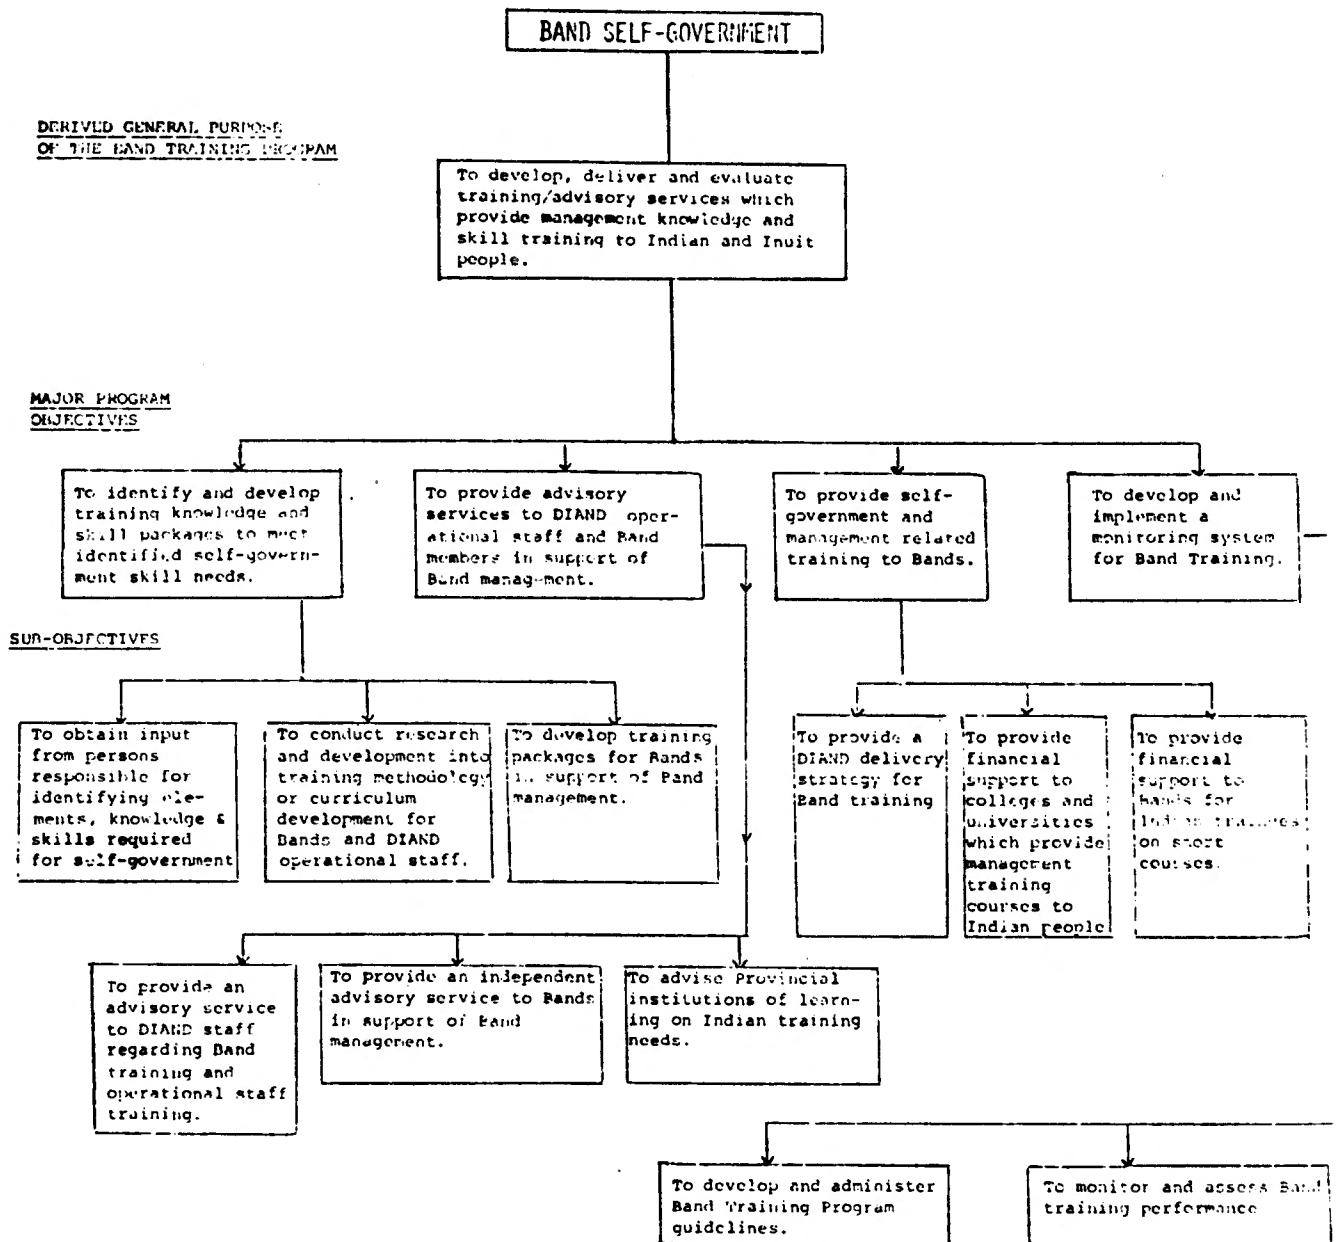 BAND SELF-GOVERNMENT
DERIVED GENERAL PURPOSE
OF THE BAND TRAINING PROGRAM
To develop, deliver and evaluate
training/advisory services which
provide management knowledge and
skill training to Indian and Inuit
people.
MAJOR PROGRAM
OBJECTIVES
To identify and develop
training knowledge and
skill packages to meet
identified self-govern-
ment skill needs.
To provide advisory
services to DIAND oper-
ational staff and Band
members in support of
Band management.
To provide self-
government and
management related
training to Bands.
To develop and
implement a
monitoring system
for Band Training.
SUB-OBJECTIVES
To obtain input
from persons
responsible for
identifying ele-
ments, knowledge &
skills required
for self-government
To conduct research
and development into
training methodology
or curriculum
development for
Bands and DIAND
operational staff.
To develop training
packages for Bands
in support of Band
management.
To provide a
DIAND delivery
strategy for
Band training
To provide
financial
support to
colleges and
universities
which provide
management
training
courses to
Indian people
To provide
financial
support to
Bands for
Indian trainees
on short
courses.
To provide an
advisory service
to DIAND staff
regarding Band
training and
operational staff
training.
To provide an independent
advisory service to Bands
in support of Band
management.
To advise Provincial
institutions of learn-
ing on Indian training
needs.
To develop and administer
Band Training Program
guidelines.
To monitor and assess Band
training performance